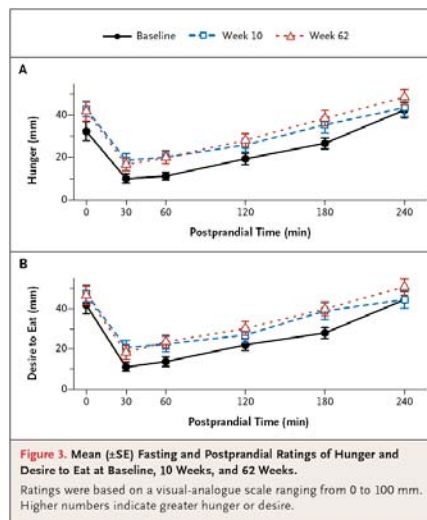 Baseline Week 10 Week 62
A
40
20
0
Hunger (mm)
0 30 60 120 180 240
Postprandial Time (min)
B
40
20
0
Desire to Eat (mm)
0 30 60 120 180 240
Postprandial Time (min)
Figure 3. Mean (±SE) Fasting and Postprandial Ratings of Hunger and
Desire to Eat at Baseline, 10 Weeks, and 62 Weeks.
Ratings were based on a visual-analogue scale ranging from 0 to 100 mm.
Higher numbers indicate greater hunger or desire.